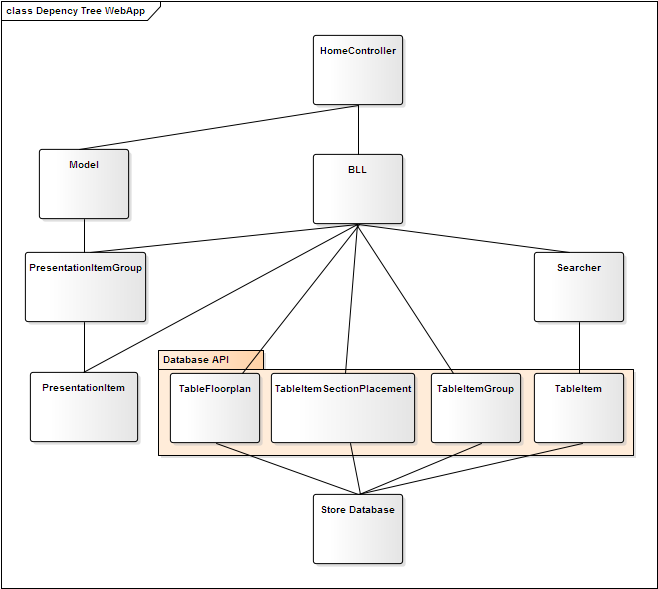 class Depency Tree WebApp
HomeController
Model
BLL
PresentationItemGroup
Searcher
Database API
PresentationItem
TableFloorplan
TableItemSectionPlacement
TableItemGroup
TableItem
Store Database